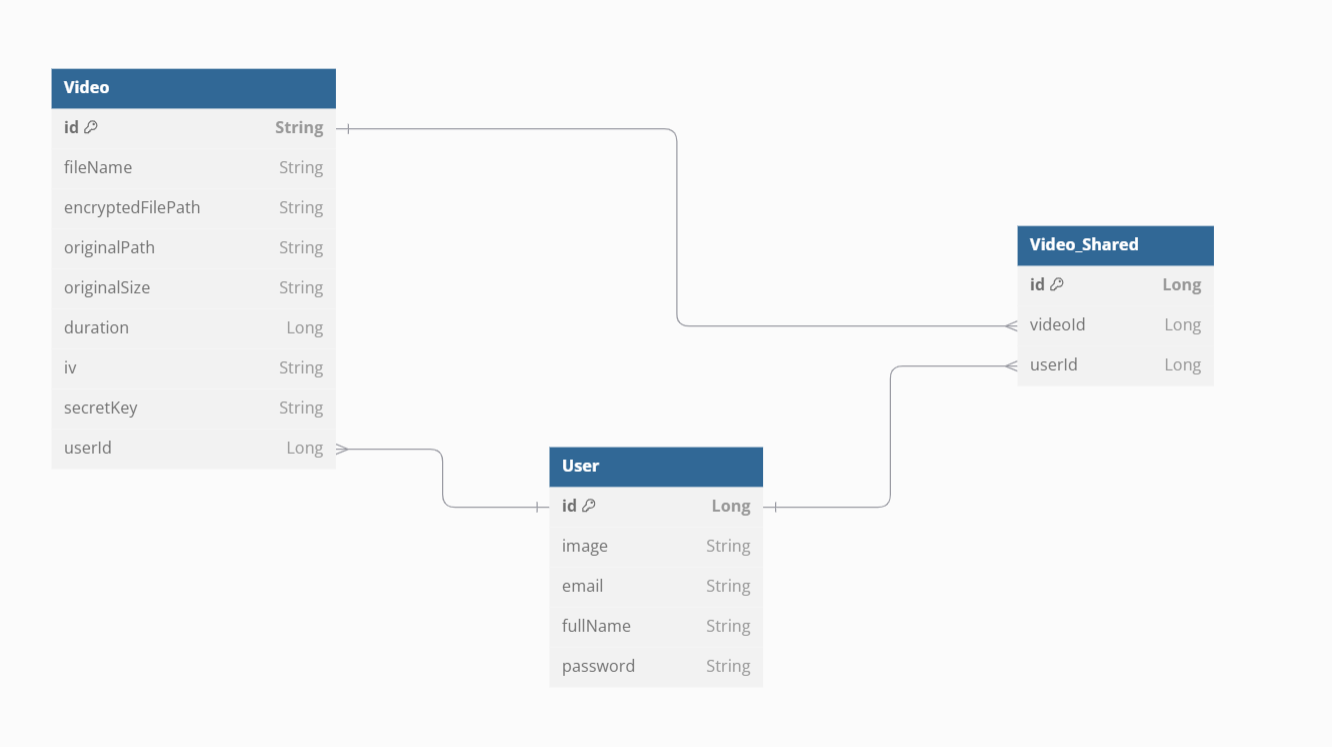 Video
id String
fileName String
encryptedFilePath String
originalPath String
originalSize String
duration Long
iv String
secretKey String
userId Long
Video_Shared
id Long
videoId Long
userId Long
User
id Long
image String
email String
fullName String
password String